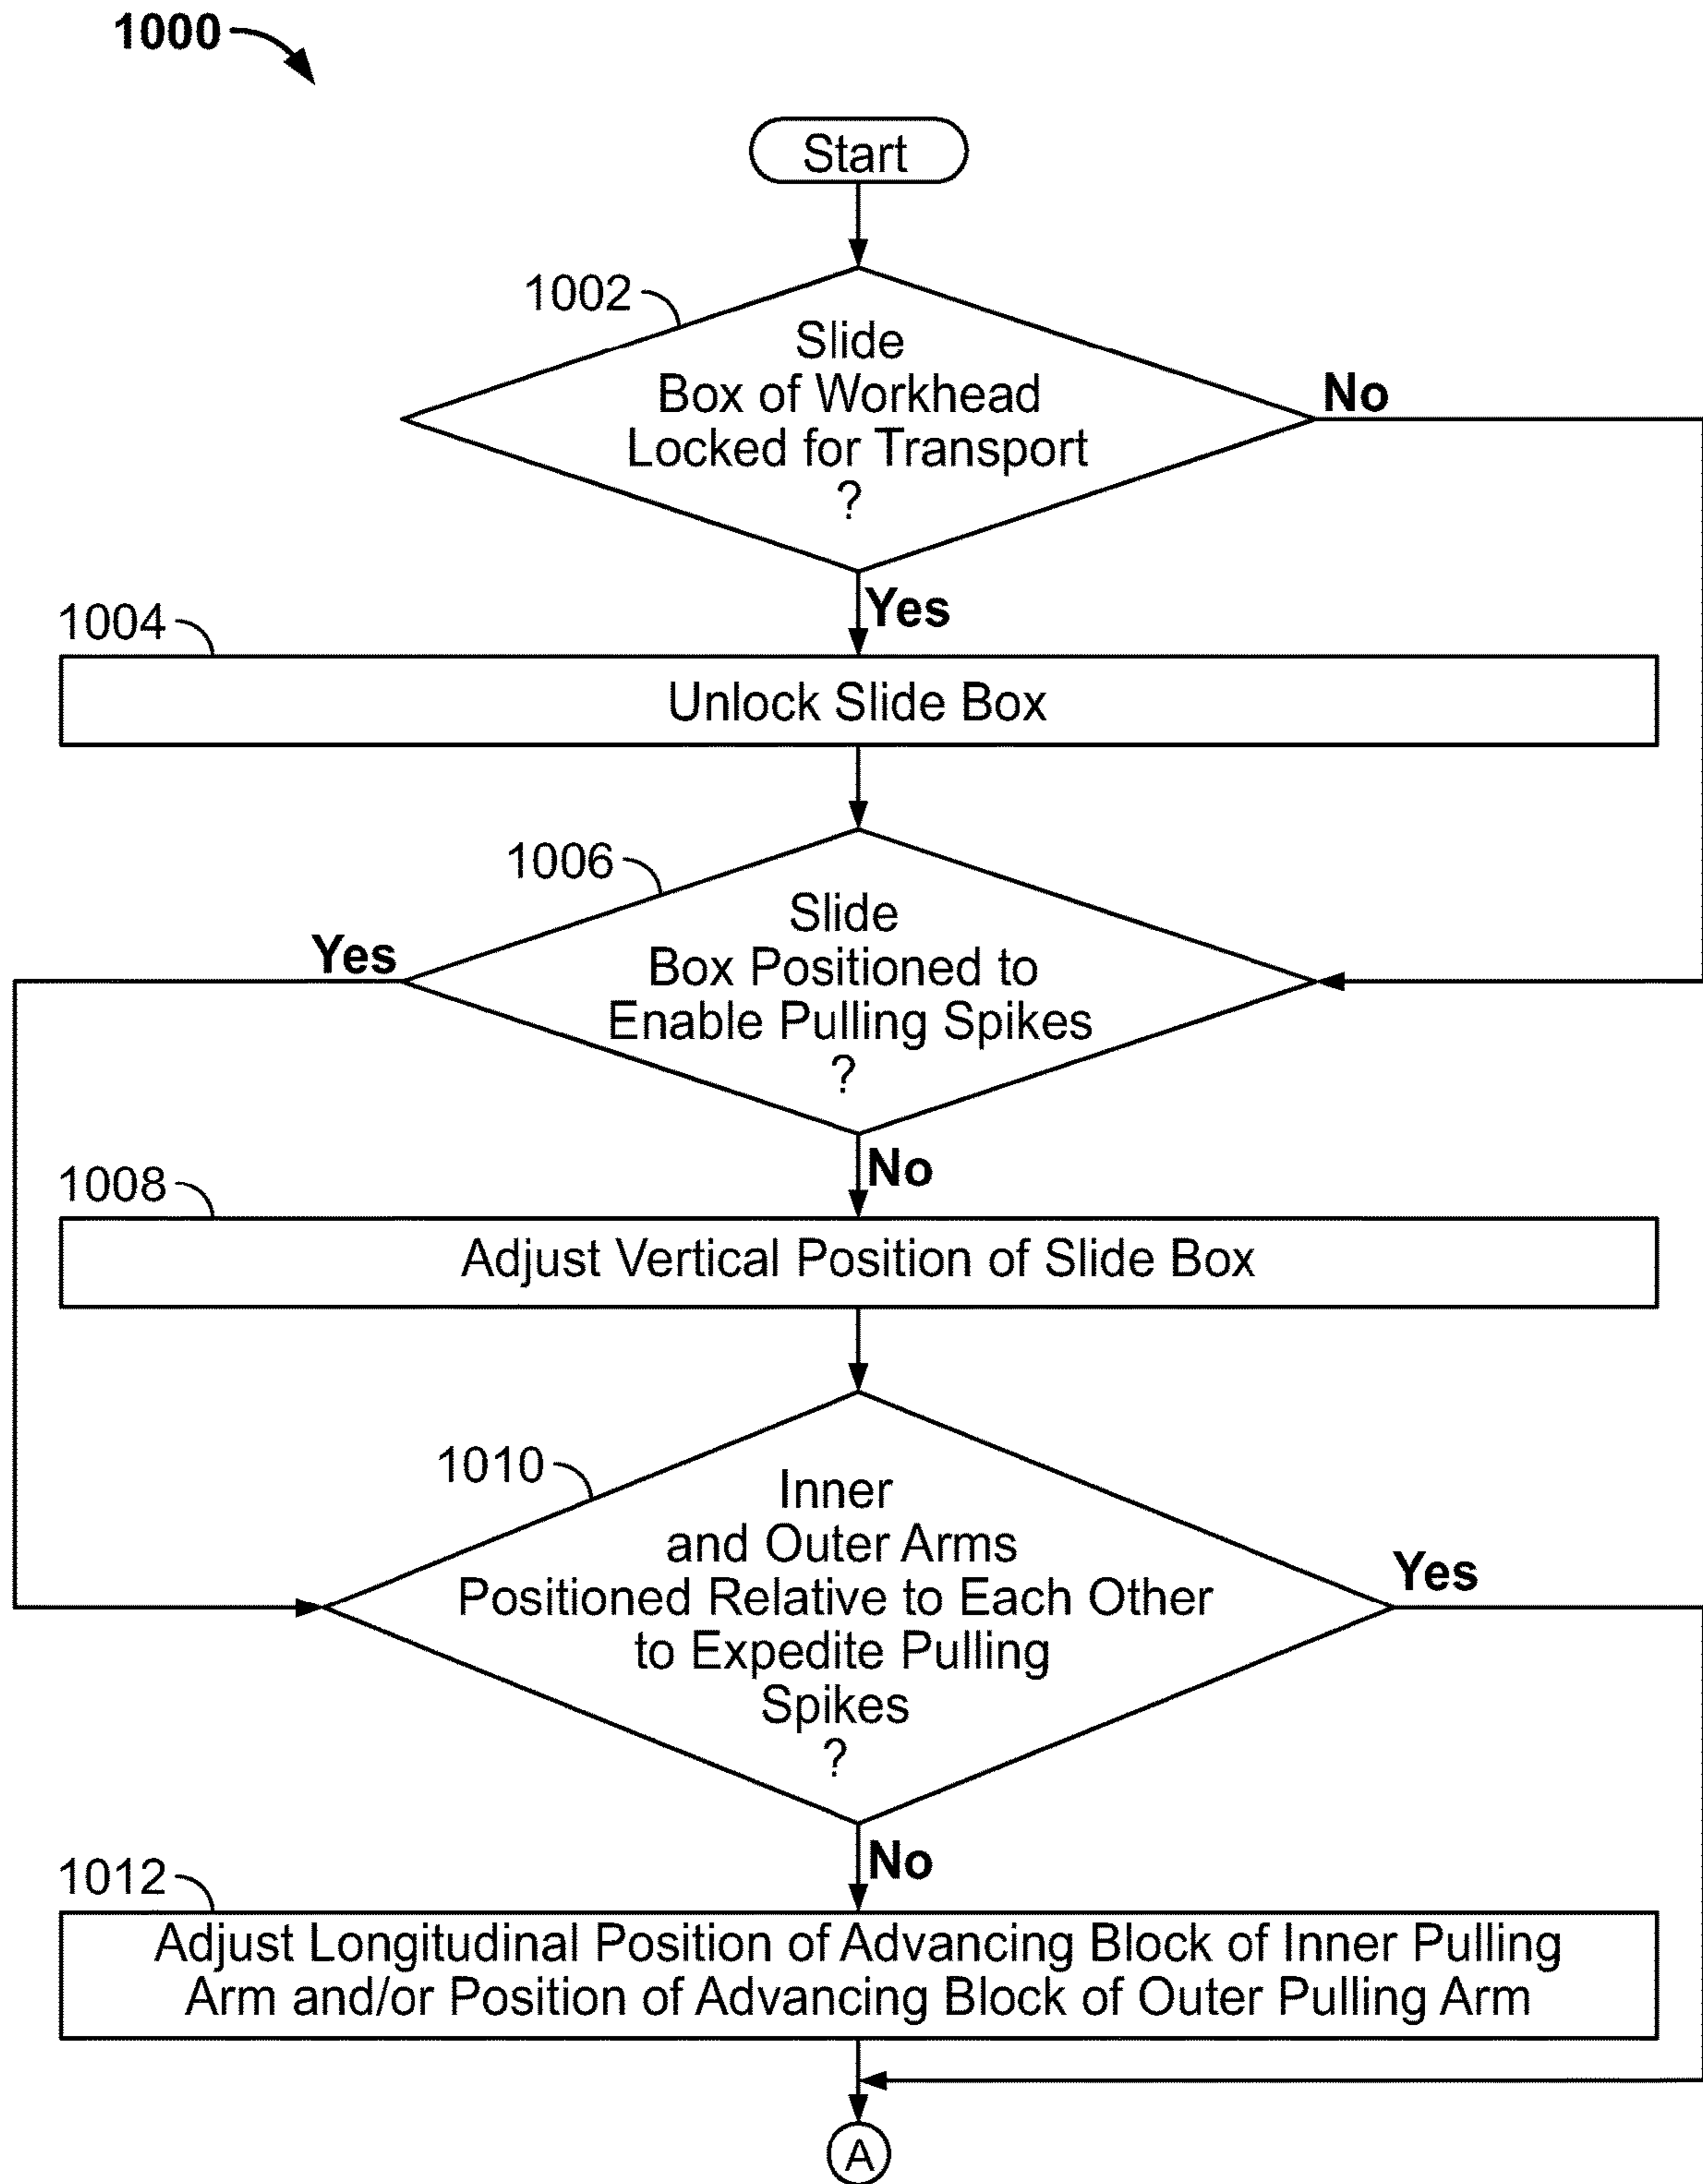 1000
Start
1002
Slide
Box of Workhead
Locked for Transport
?
No
Yes
1004
Unlock Slide Box
1006
Slide
Box Positioned to
Enable Pulling Spikes
?
Yes
No
1008
Adjust Vertical Position of Slide Box
1010
Inner
and Outer Arms
Positioned Relative to Each Other
to Expedite Pulling
Spikes
?
Yes
No
1012
Adjust Longitudinal Position of Advancing Block of Inner Pulling
Arm and/or Position of Advancing Block of Outer Pulling Arm
A